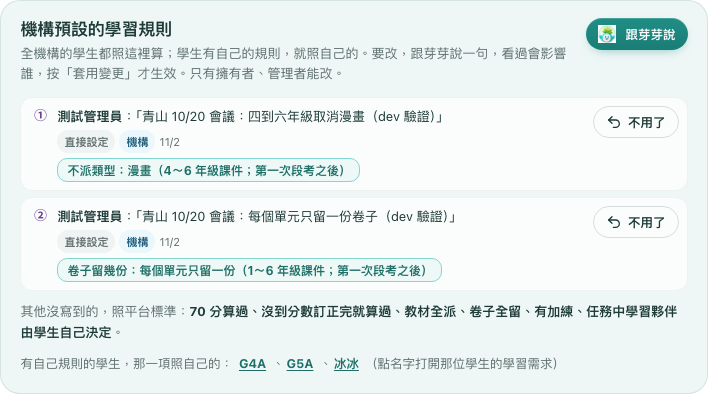 機構預設的學習規則
跟芽芽說
全機構的學生都照這裡算；學生有自己的規則，就照自己的。要改，跟芽芽說一句，看過會影響
誰，按「套用變更」才生效。只有擁有者、管理者能改。
① 測試管理員：「青山 10/20 會議：四到六年級取消漫畫（dev 驗證）」
不用了
直接設定 機構 11/2
不派類型：漫畫（4～6 年級課件；第一次段考之後）
② 測試管理員：「青山 10/20 會議：每個單元只留一份卷子（dev 驗證）」
不用了
直接設定 機構 11/2
卷子留幾份：每個單元只留一份（1～6 年級課件；第一次段考之後）
其他沒寫到的，照平台標準：70 分算過、沒到分數訂正完就算過、教材全派、卷子全留、有加練、任務中學習夥伴
由學生自己決定。
有自己規則的學生，那一項照自己的： G4A 、G5A 、冰冰 （點名字打開那位學生的學習需求）